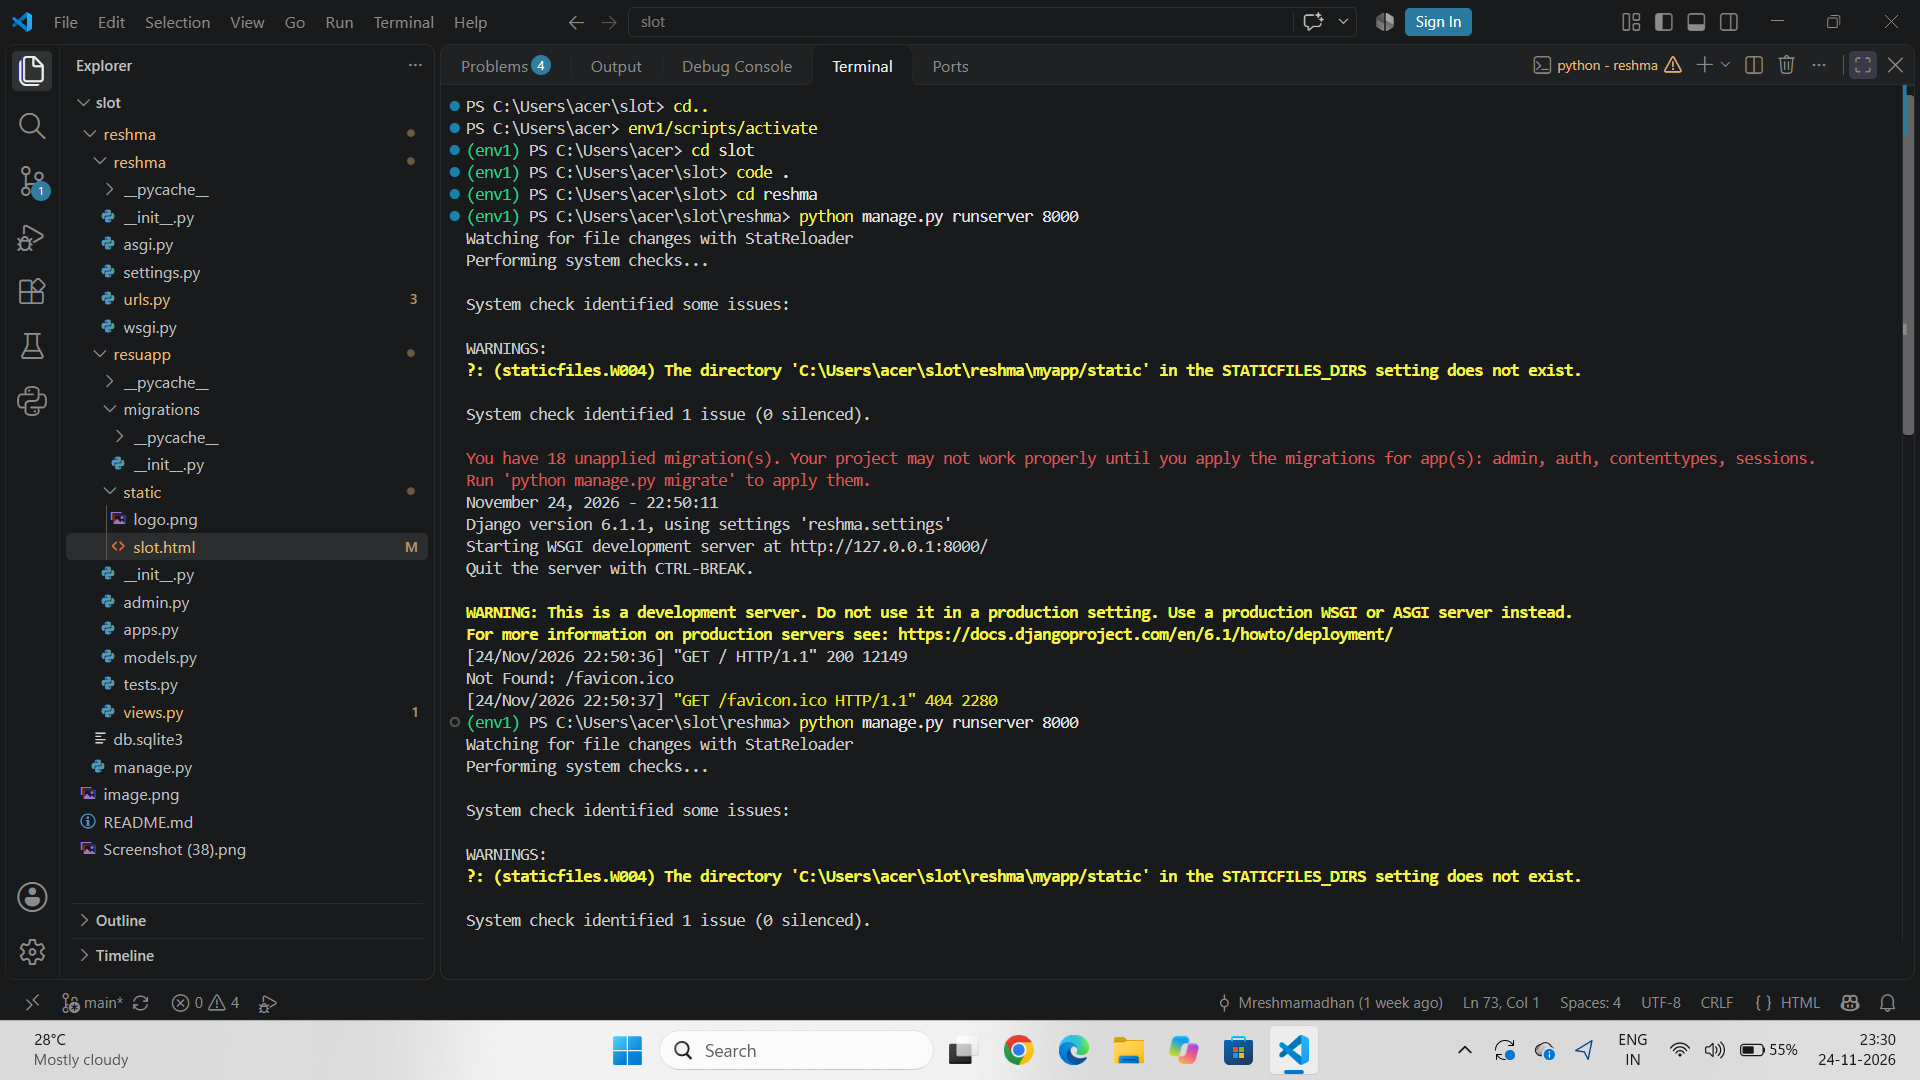 File Edit Selection View Go Run Terminal Help
slot
Sign In
Explorer
slot
reshma
reshma
__pycache__
__init__.py
asgi.py
settings.py
urls.py 3
wsgi.py
resuapp
__pycache__
migrations
__pycache__
__init__.py
static
logo.png
slot.html M
__init__.py
admin.py
apps.py
models.py
tests.py
views.py 1
db.sqlite3
manage.py
image.png
README.md
Screenshot (38).png
Outline
Timeline
1
Problems 4 Output Debug Console Terminal Ports
python - reshma
PS C:\Users\acer\slot> cd..
PS C:\Users\acer> env1/scripts/activate
(env1) PS C:\Users\acer> cd slot
(env1) PS C:\Users\acer\slot> code .
(env1) PS C:\Users\acer\slot> cd reshma
(env1) PS C:\Users\acer\slot\reshma> python manage.py runserver 8000
Watching for file changes with StatReloader
Performing system checks...
System check identified some issues:
WARNINGS:
?: (staticfiles.W004) The directory 'C:\Users\acer\slot\reshma\myapp/static' in the STATICFILES_DIRS setting does not exist.
System check identified 1 issue (0 silenced).
You have 18 unapplied migration(s). Your project may not work properly until you apply the migrations for app(s): admin, auth, contenttypes, sessions.
Run 'python manage.py migrate' to apply them.
November 24, 2026 - 22:50:11
Django version 6.1.1, using settings 'reshma.settings'
Starting WSGI development server at http://127.0.0.1:8000/
Quit the server with CTRL-BREAK.
WARNING: This is a development server. Do not use it in a production setting. Use a production WSGI or ASGI server instead.
For more information on production servers see: https://docs.djangoproject.com/en/6.1/howto/deployment/
[24/Nov/2026 22:50:36] "GET / HTTP/1.1" 200 12149
Not Found: /favicon.ico
[24/Nov/2026 22:50:37] "GET /favicon.ico HTTP/1.1" 404 2280
(env1) PS C:\Users\acer\slot\reshma> python manage.py runserver 8000
Watching for file changes with StatReloader
Performing system checks...
System check identified some issues:
WARNINGS:
?: (staticfiles.W004) The directory 'C:\Users\acer\slot\reshma\myapp/static' in the STATICFILES_DIRS setting does not exist.
System check identified 1 issue (0 silenced).
main* 0 4 Mreshmamadhan (1 week ago) Ln 73, Col 1 Spaces: 4 UTF-8 CRLF { } HTML
28°C
Mostly cloudy
Search
ENG
IN
55%
23:30
24-11-2026